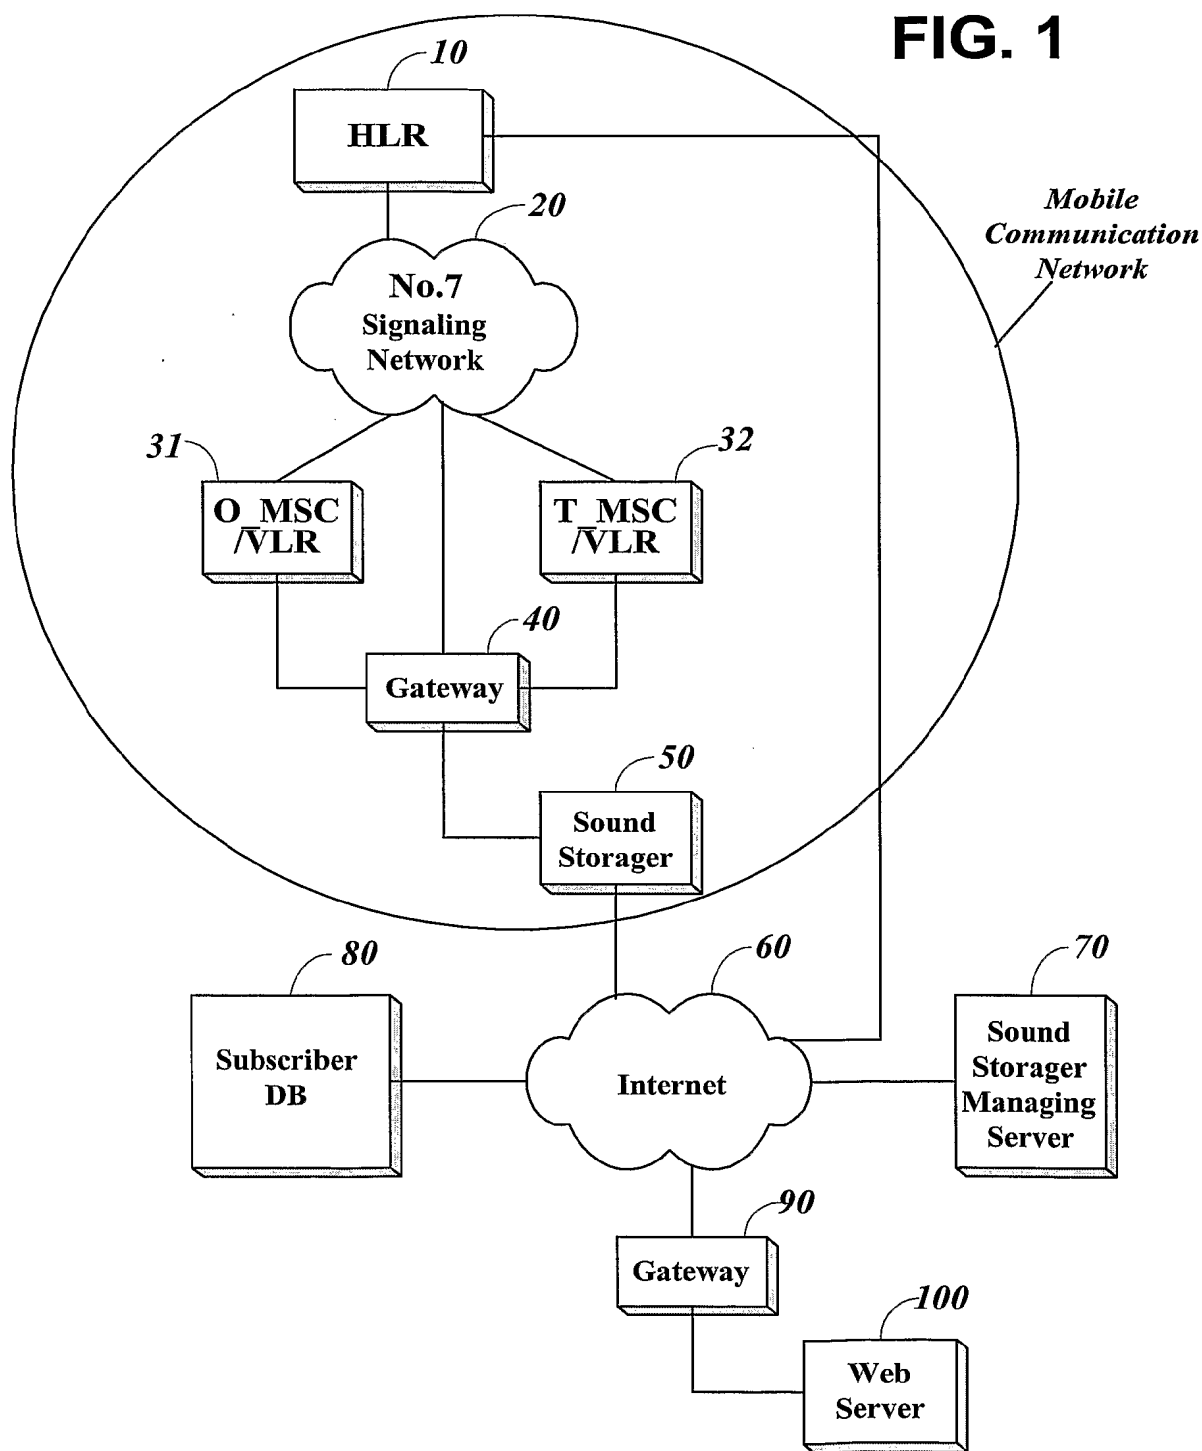 FIG. 1
10
HLR
Mobile
Communication
Network
20
No.7
Signaling
Network
31
O_MSC
/VLR
32
T_MSC
/VLR
40
Gateway
50
Sound
Storager
60
Internet
70
Sound
Storager
Managing
Server
80
Subscriber
DB
90
Gateway
100
Web
Server